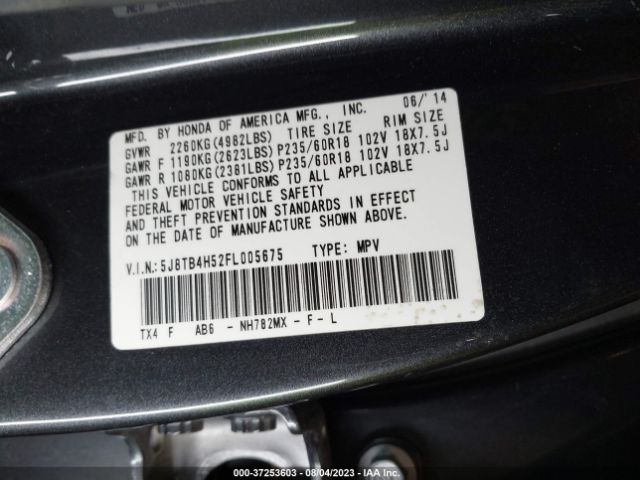 MFD. BY HONDA OF AMERICA MFG., INC. 06/'14
GVWR 2260KG(4982LBS) TIRE SIZE RIM SIZE
GAWR F 1190KG(2623LBS)P235/60R18 102V 18X7.5J
GAWR R 1080KG(2381LBS)P235/60R18 102V 18X7.5J
THIS VEHICLE CONFORMS TO ALL APPLICABLE
FEDERAL MOTOR VEHICLE SAFETY
AND THEFT PREVENTION STANDARDS IN EFFECT
ON THE DATE OF MANUFACTURE SHOWN ABOVE.
V.I.N.:5J8TB4H52FL005675 TYPE: MPV
TX4 F AB6 - NH782MX - F - L
000-37253603 - 08/04/2023 - IAA Inc.